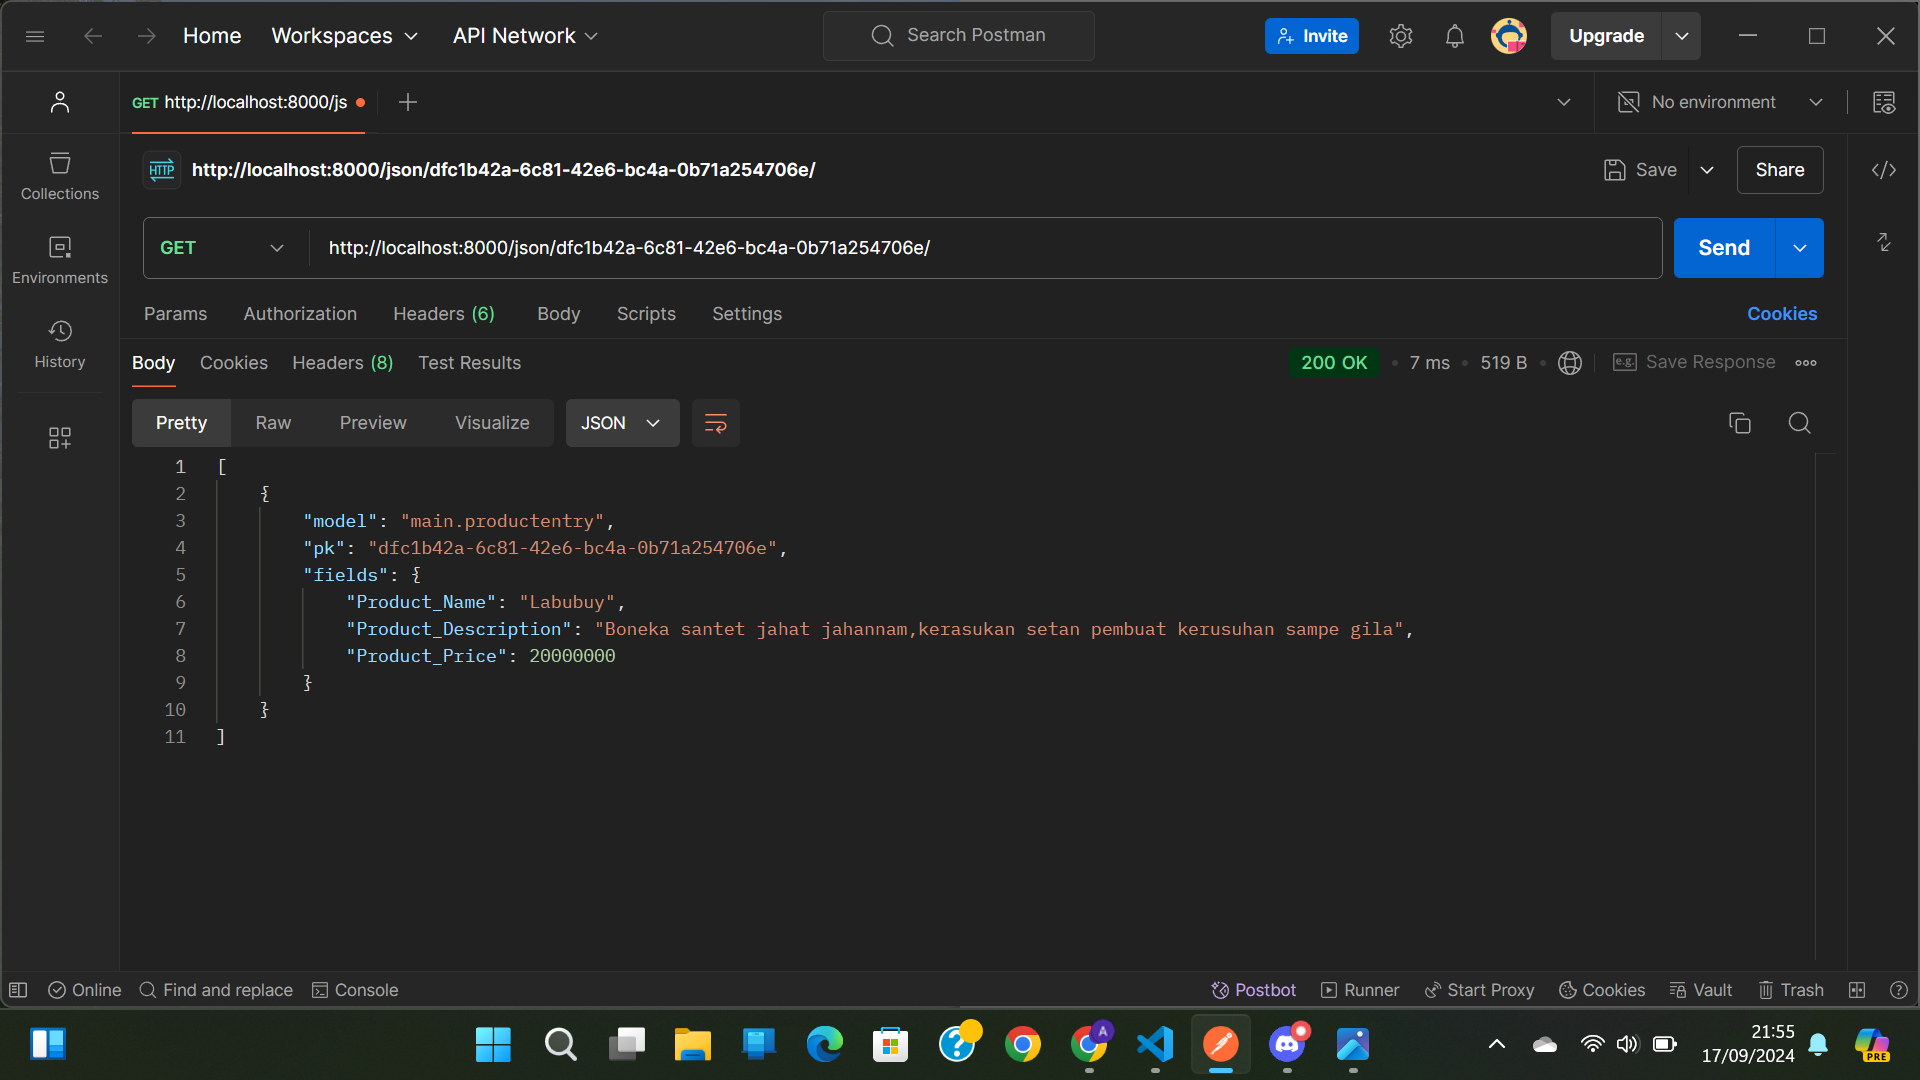 Home Workspaces API Network Search Postman Invite Upgrade
GET http://localhost:8000/js No environment
HTTP http://localhost:8000/json/dfc1b42a-6c81-42e6-bc4a-0b71a254706e/ Save Share
Collections
GET http://localhost:8000/json/dfc1b42a-6c81-42e6-bc4a-0b71a254706e/ Send
Environments
Params Authorization Headers (6) Body Scripts Settings Cookies
History
Body Cookies Headers (8) Test Results 200 OK 7 ms 519 B e.g. Save Response
Pretty Raw Preview Visualize JSON
1 [
2 {
3 "model": "main.productentry",
4 "pk": "dfc1b42a-6c81-42e6-bc4a-0b71a254706e",
5 "fields": {
6 "Product_Name": "Labubuy",
7 "Product_Description": "Boneka santet jahat jahannam,kerasukan setan pembuat kerusuhan sampe gila",
8 "Product_Price": 20000000
9 }
10 }
11 ]
Online Find and replace Console Postbot Runner Start Proxy Cookies Vault Trash
A
21:55
17/09/2024
PRE